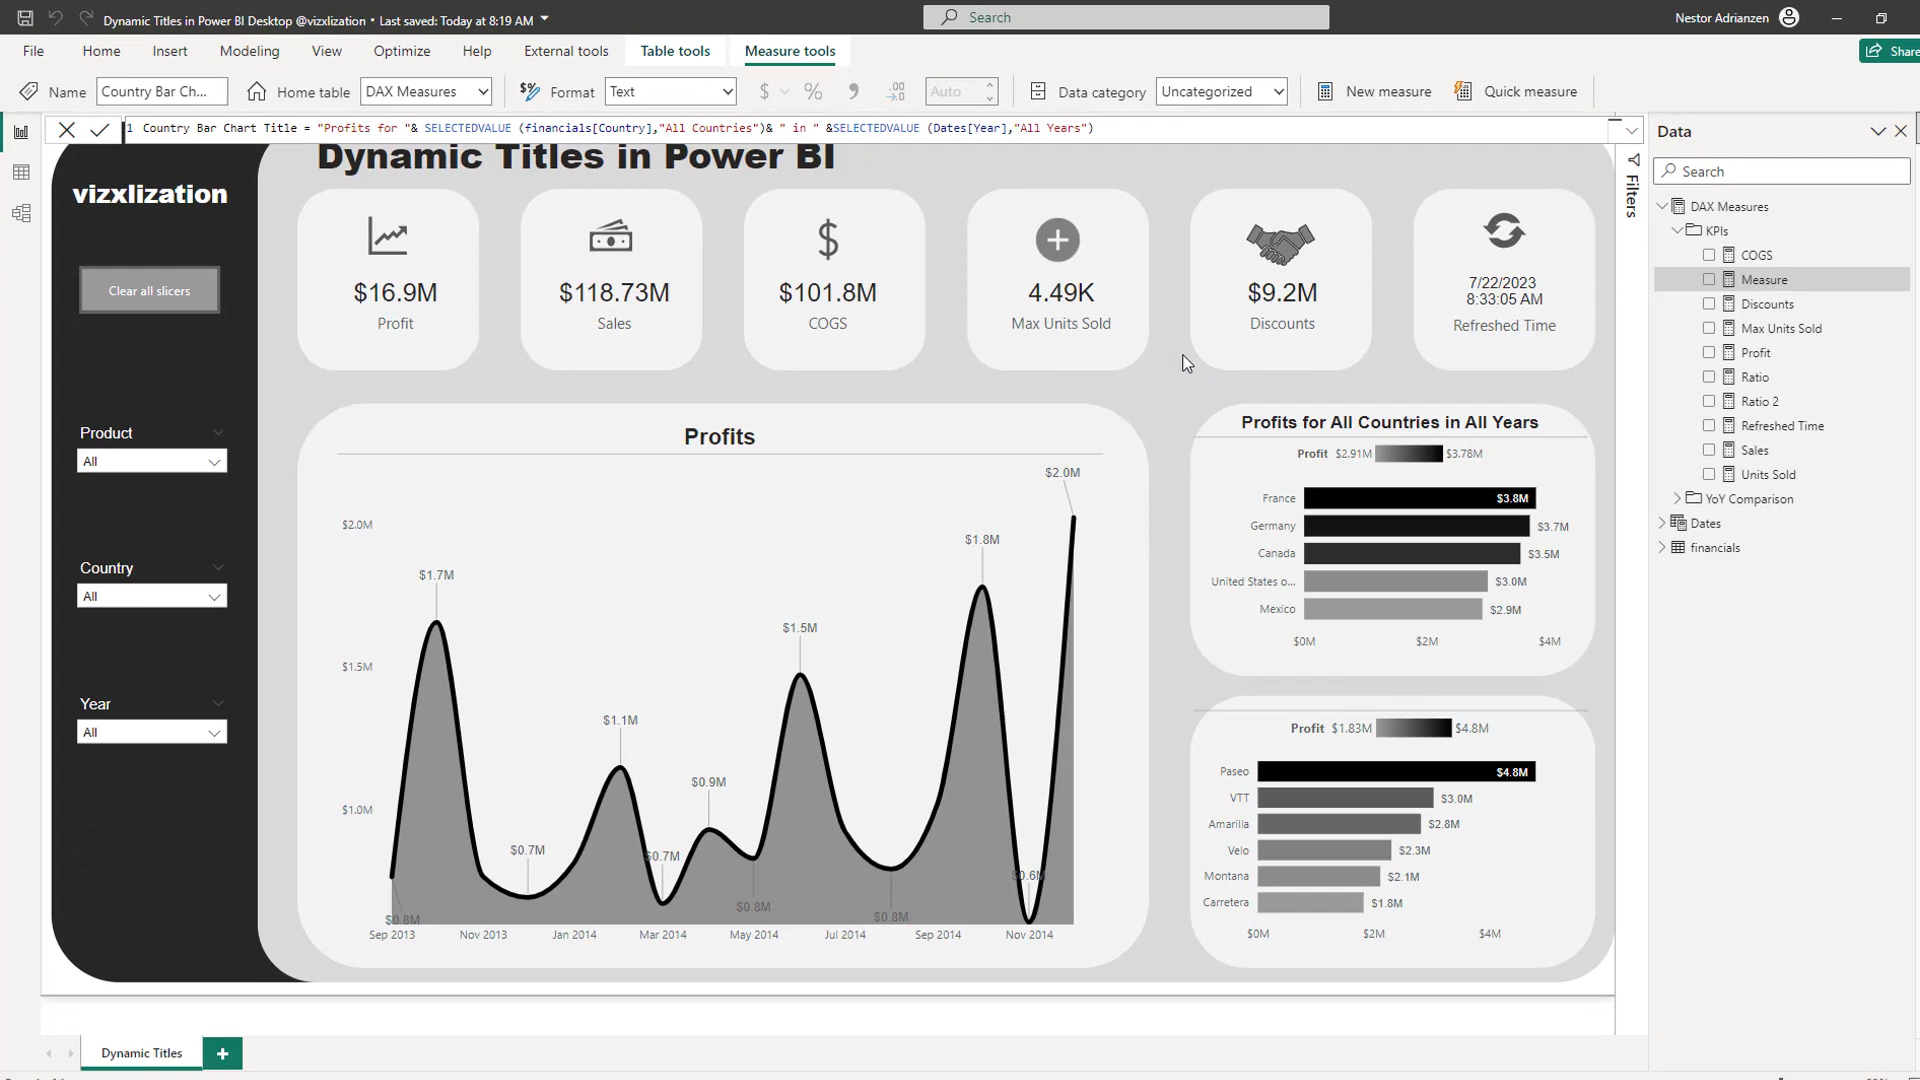 Dynamic Titles in Power BI Desktop @vizxlization • Last saved: Today at 8:19 AM
Search
Nestor Adrianzen
File
Home
Insert
Modeling
View
Optimize
Help
External tools
Table tools
Measure tools
Share
Name
Country Bar Ch...
Home table
DAX Measures
Format
Text
$
%
Auto
Data category
Uncategorized
New measure
Quick measure
1 Country Bar Chart Title = "Profits for "& SELECTEDVALUE (financials[Country],"All Countries")& " in " &SELECTEDVALUE (Dates[Year],"All Years")
Dynamic Titles in Power BI
vizxlization
Clear all slicers
Product
All
Country
All
Year
All
$16.9M
Profit
$118.73M
Sales
$101.8M
COGS
4.49K
Max Units Sold
$9.2M
Discounts
7/22/2023
8:33:05 AM
Refreshed Time
Profits
$2.0M
$1.5M
$1.0M
$0.8M
$1.7M
$0.7M
$1.1M
$0.7M
$0.9M
$0.8M
$1.5M
$0.8M
$1.8M
$0.6M
$2.0M
Sep 2013
Nov 2013
Jan 2014
Mar 2014
May 2014
Jul 2014
Sep 2014
Nov 2014
Profits for All Countries in All Years
Profit $2.91M $3.78M
France $3.8M
Germany $3.7M
Canada $3.5M
United States o... $3.0M
Mexico $2.9M
$0M $2M $4M
Profit $1.83M $4.8M
Paseo $4.8M
VTT $3.0M
Amarilla $2.8M
Velo $2.3M
Montana $2.1M
Carretera $1.8M
$0M $2M $4M
Filters
Data
Search
DAX Measures
KPIs
COGS
Measure
Discounts
Max Units Sold
Profit
Ratio
Ratio 2
Refreshed Time
Sales
Units Sold
YoY Comparison
Dates
financials
Dynamic Titles